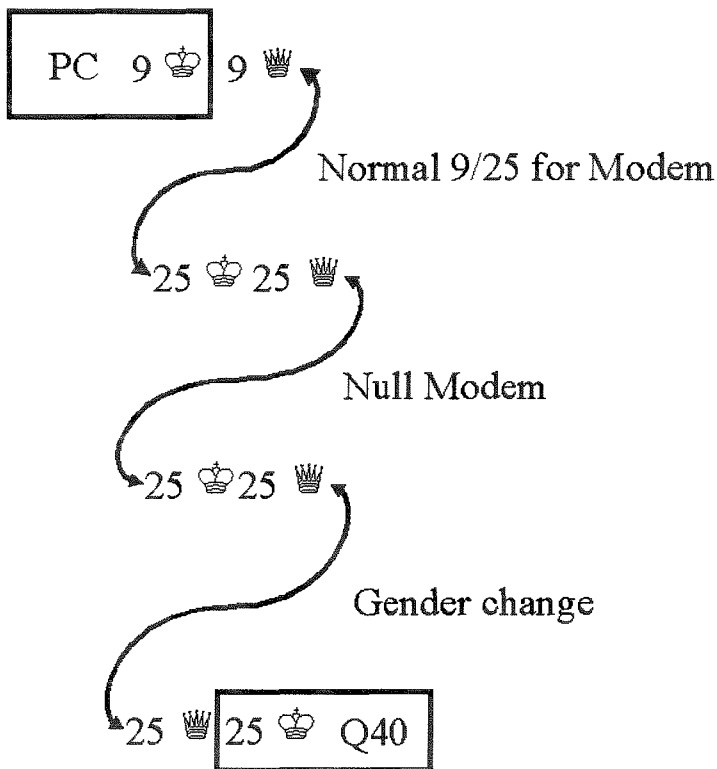 PC 9 ♔ 9 ♕
Normal 9/25 for Modem
25 ♔ 25 ♕
Null Modem
25 ♔ 25 ♕
Gender change
25 ♕ 25 ♔ Q40